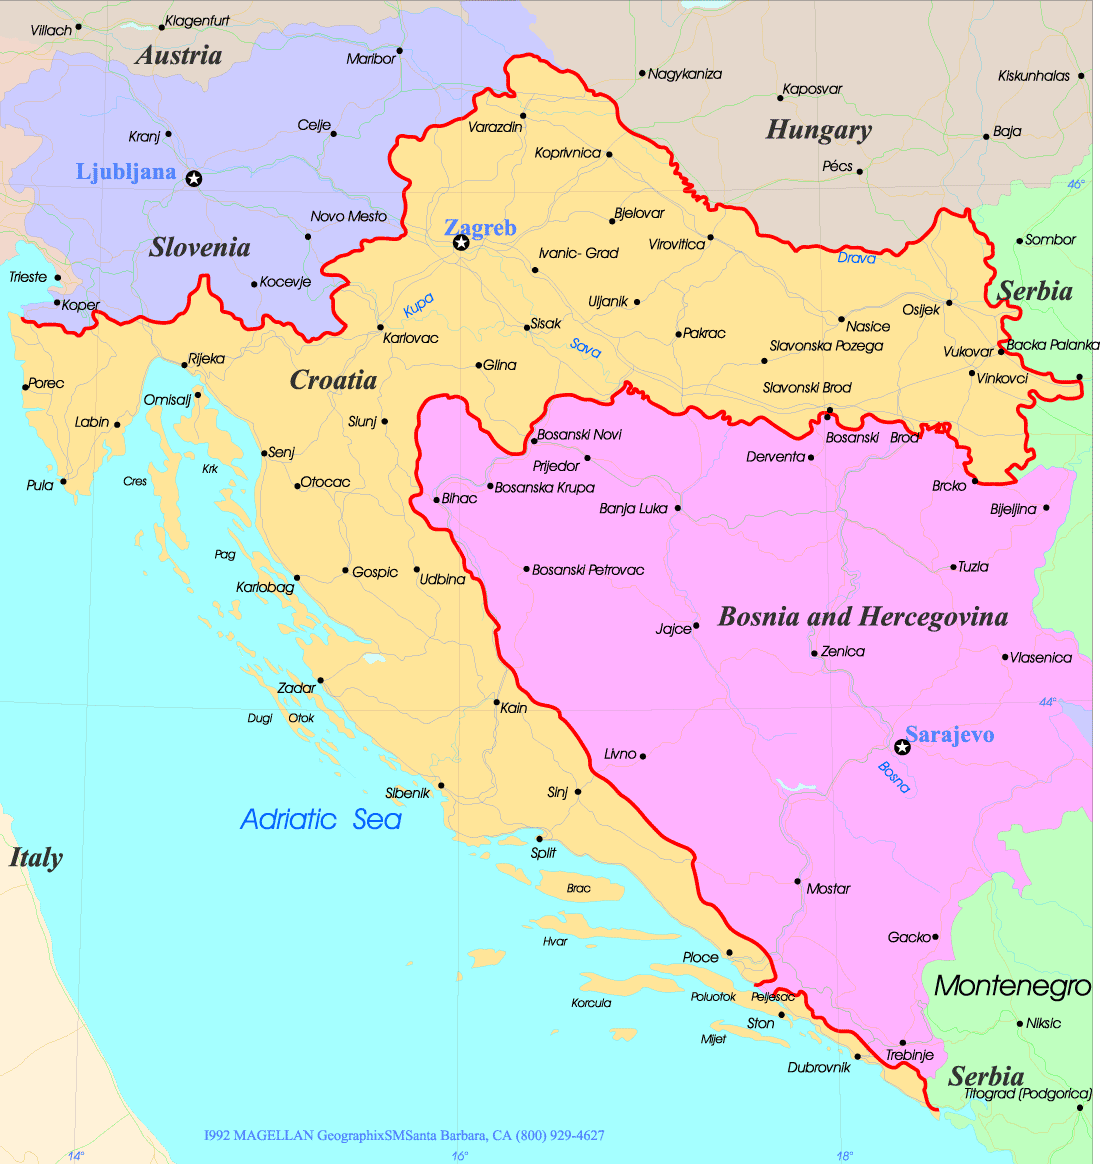 Klagenfurt
Villach
Austria
Maribor
Nagykaniza
Kiskunhalas
Kaposvar
Varazdin
Celje
Kranj
Hungary
Baja
Koprivnica
Pécs
Ljubljana
46°
Novo Mesto
Bjelovar
Zagreb
Virovitica
Sombor
Slovenia
Ivanic- Grad
Drava
Trieste
Kocevje
Serbia
Koper
Kupa
Uljanik
Osijek
Sisak
Nasice
Karlovac
Pakrac
Sava
Slavonska Pozega
Vukovar
Backa Palanka
Rijeka
Glina
Croatia
Vinkovci
Porec
Omisalj
Slavonski Brod
Labin
Slunj
Bosanski Novi
Bosanski Brod
Senj
Derventa
Prijedor
Krk
Cres
Pula
Otocac
Bosanska Krupa
Brcko
Bihac
Banja Luka
Bijeljina
Pag
Gospic
Udbina
Bosanski Petrovac
Tuzla
Karlobag
Bosnia and Hercegovina
Jajce
Zenica
Vlasenica
Zadar
44°
Kain
Dugi Otok
Sarajevo
Livno
Bosna
Sibenik
Sinj
Adriatic Sea
Italy
Split
Brac
Mostar
Hvar
Gacko
Ploce
Montenegro
Korcula
Poluotok Peljesac
Ston
Niksic
Mijet
Trebinje
Dubrovnik
Serbia
Titograd (Podgorica)
1992 MAGELLAN GeographixSMSanta Barbara, CA (800) 929-4627
14°
16°
18°